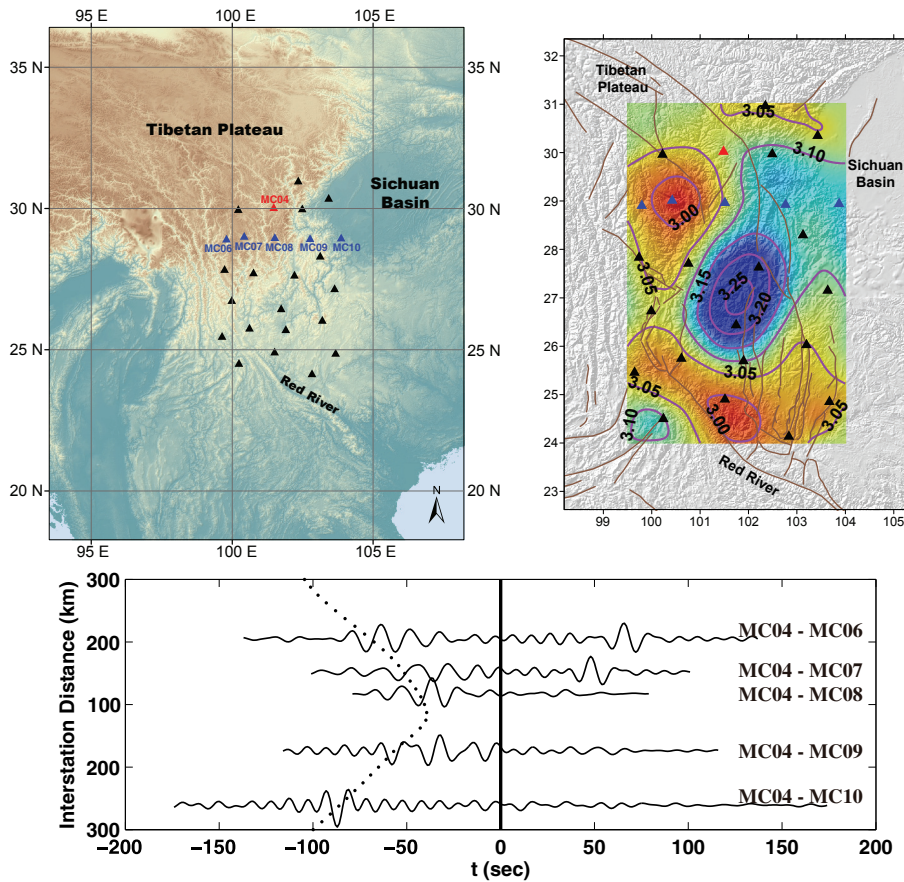 95 E
100 E
105 E
35 N
35 N
Tibetan Plateau
Sichuan
Basin
30 N
30 N
MC04
MC06
MC07
MC08
MC09
MC10
25 N
25 N
Red River
20 N
20 N
N
95 E
100 E
105 E
32
31
30
29
28
27
26
25
24
23
Tibetan
Plateau
3.05
3.10
Sichuan
Basin
3.00
3.05
3.15
3.25
3.20
3.05
3.05
3.00
3.05
3.10
Red River
99
100
101
102
103
104
105
Interstation Distance (km)
300
200
100
200
300
MC04 - MC06
MC04 - MC07
MC04 - MC08
MC04 - MC09
MC04 - MC10
−200
−150
−100
−50
0
50
100
150
200
t (sec)